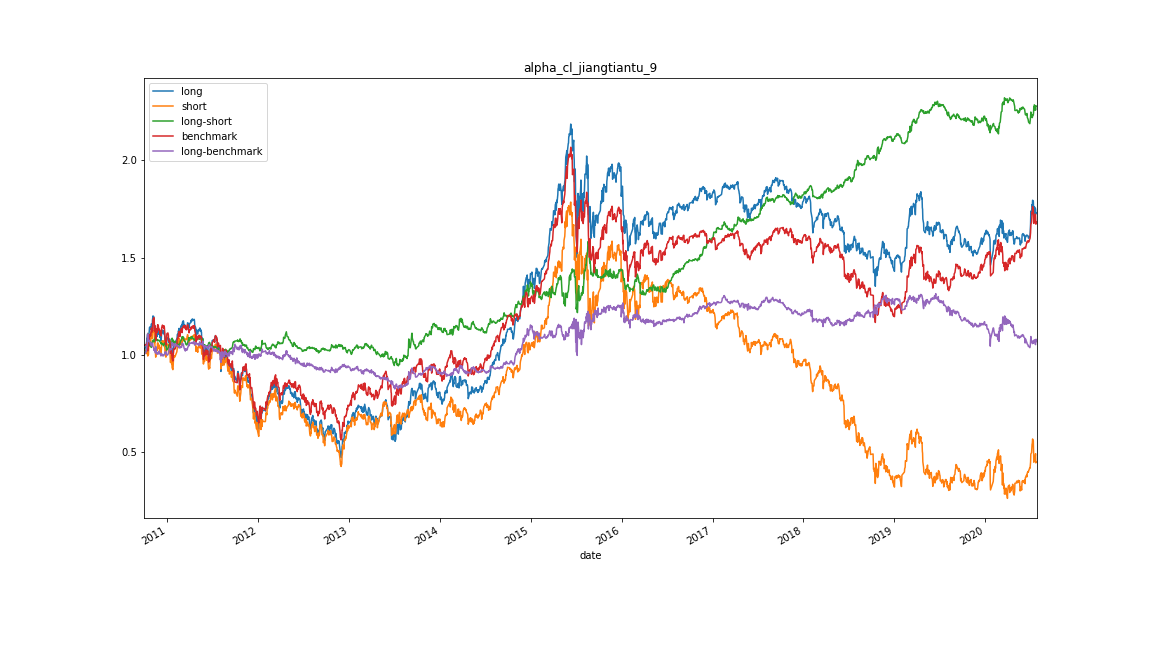 alpha_cl_jiangtiantu_9
long
short
long-short
benchmark
long-benchmark
2.0
1.5
1.0
0.5
2011
2012
2013
2014
2015
2016
2017
2018
2019
2020
date